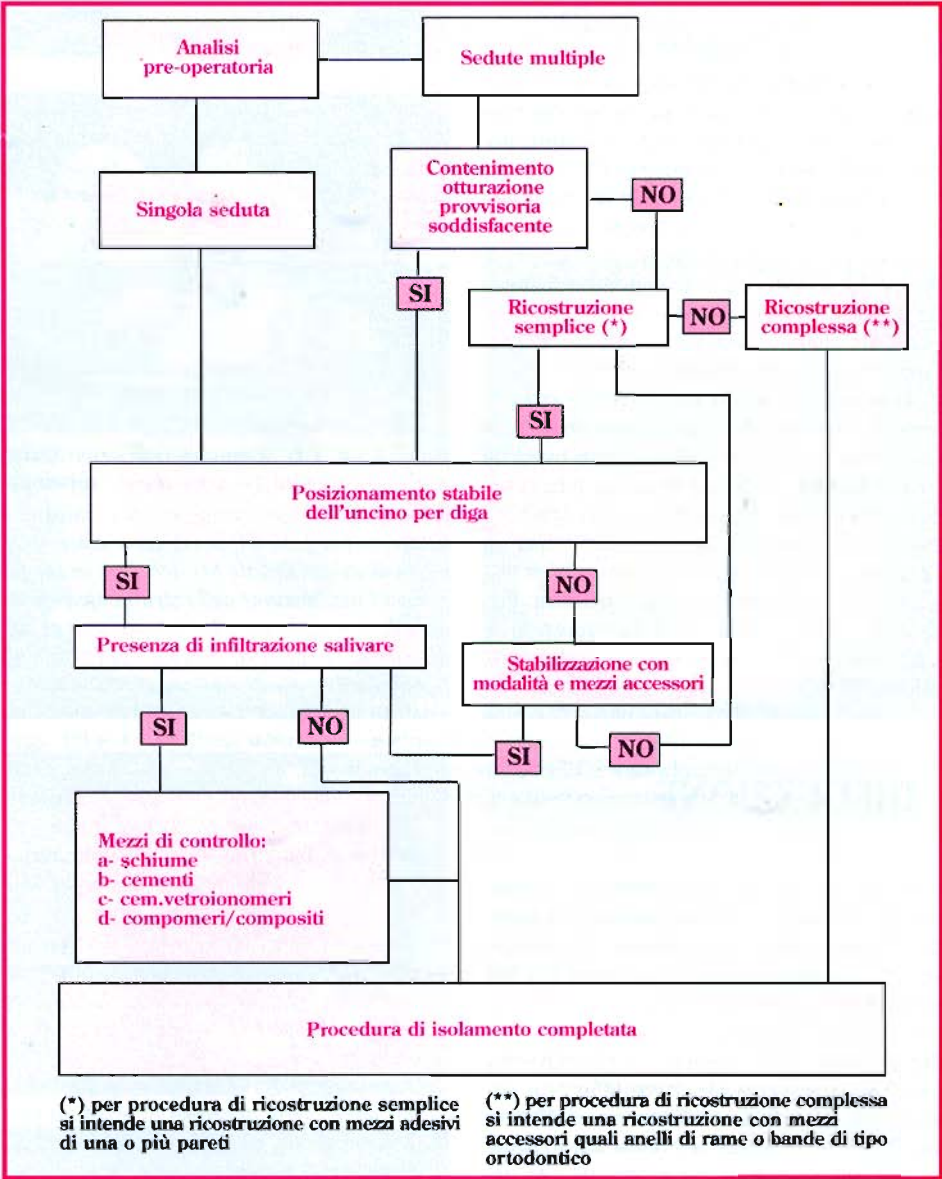 Analisi
pre-operatoria
Sedute multiple
Singola seduta
Contenimento
otturazione
provvisoria
soddisfacente
NO
SI
Ricostruzione
semplice (*)
NO
Ricostruzione
complessa (**)
SI
Posizionamento stabile
dell'uncino per diga
SI
NO
Presenza di infiltrazione salivare
Stabilizzazione con
modalità e mezzi accessori
SI
NO
SI
NO
Mezzi di controllo:
a- schiume
b- cementi
c- cem.vetroionomeri
d- compomeri/compositi
Procedura di isolamento completata
(*) per procedura di ricostruzione semplice
si intende una ricostruzione con mezzi adesivi
di una o più pareti
(**) per procedura di ricostruzione complessa
si intende una ricostruzione con mezzi
accessori quali anelli di rame o bande di tipo
ortodontico